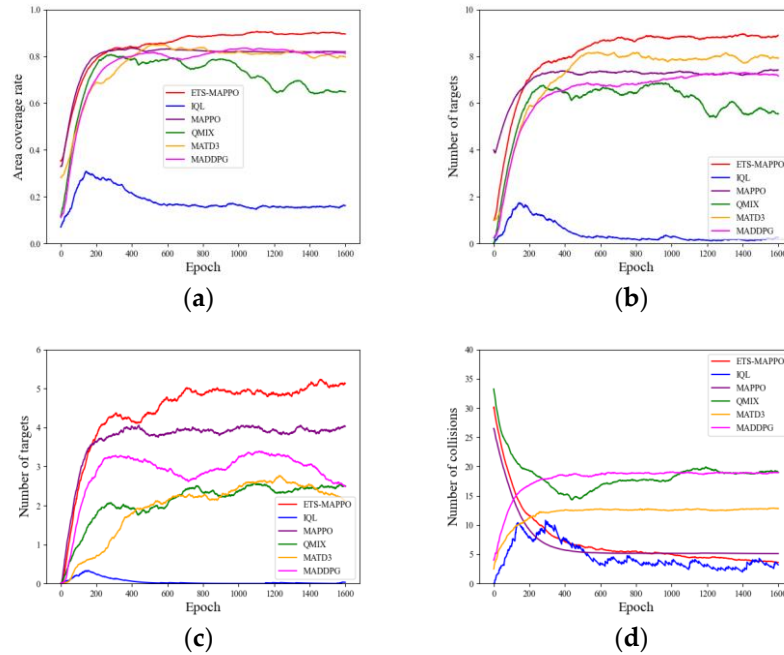 1.0
0.8
0.6
0.4
0.2
0.0
Area coverage rate
ETS-MAPPO
IQL
MAPPO
QMIX
MATD3
MADDPG
0 200 400 600 800 1000 1200 1400 1600
Epoch
(a)
10
8
6
4
2
0
Number of targets
ETS-MAPPO
IQL
MAPPO
QMIX
MATD3
MADDPG
0 200 400 600 800 1000 1200 1400 1600
Epoch
(b)
6
5
4
3
2
1
0
Number of targets
ETS-MAPPO
IQL
MAPPO
QMIX
MATD3
MADDPG
0 200 400 600 800 1000 1200 1400 1600
Epoch
(c)
40
35
30
25
20
15
10
5
0
Number of collisions
ETS-MAPPO
IQL
MAPPO
QMIX
MATD3
MADDPG
0 200 400 600 800 1000 1200 1400 1600
Epoch
(d)